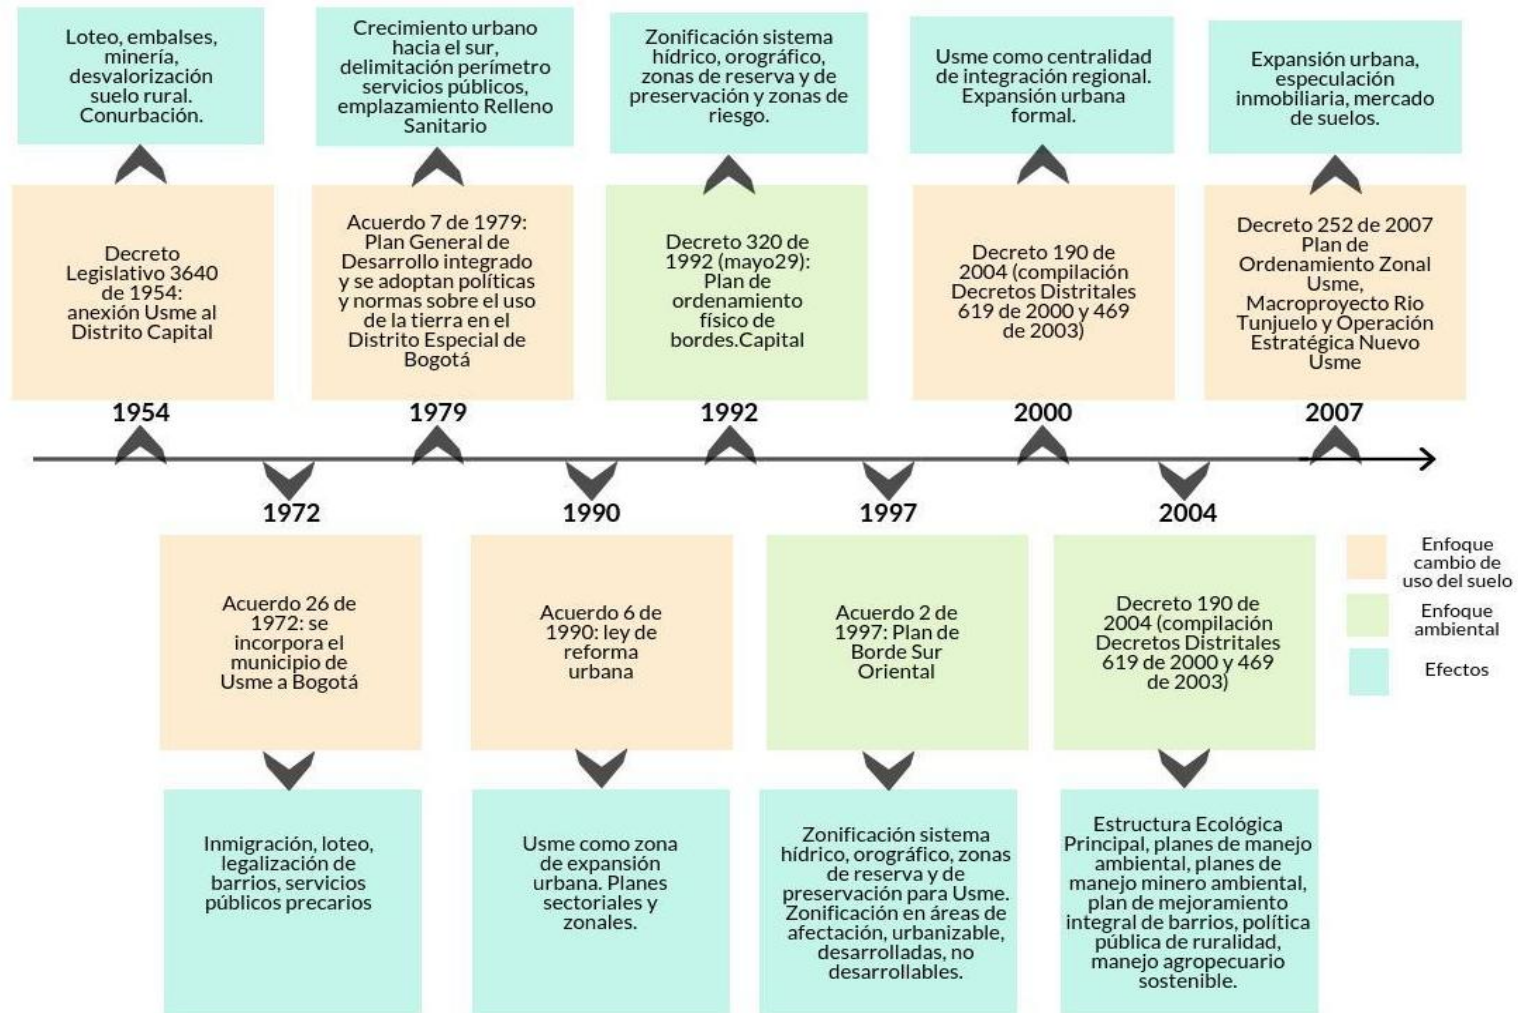 Loteo, embalses,
minería,
desvalorización
suelo rural.
Conurbación.
Crecimiento urbano
hacia el sur,
delimitación perímetro
servicios públicos,
emplazamiento Relleno
Sanitario
Zonificación sistema
hídrico, orográfico,
zonas de reserva y de
preservación y zonas de
riesgo.
Usme como centralidad
de integración regional.
Expansión urbana
formal.
Expansión urbana,
especulación
inmobiliaria, mercado
de suelos.
Decreto
Legislativo 3640
de 1954:
anexión Usme al
Distrito Capital
Acuerdo 7 de 1979:
Plan General de
Desarrollo integrado
y se adoptan políticas
y normas sobre el uso
de la tierra en el
Distrito Especial de
Bogotá
Decreto 320 de
1992 (mayo29):
Plan de
ordenamiento
físico de
bordes.Capital
Decreto 190 de
2004 (compilación
Decretos Distritales
619 de 2000 y 469
de 2003)
Decreto 252 de 2007
Plan de
Ordenamiento Zonal
Usme,
Macroproyecto Rio
Tunjuelo y Operación
Estratégica Nuevo
Usme
1954
1979
1992
2000
2007
1972
1990
1997
2004
Acuerdo 26 de
1972: se
incorpora el
municipio de
Usme a Bogotá
Acuerdo 6 de
1990: ley de
reforma
urbana
Acuerdo 2 de
1997: Plan de
Borde Sur
Oriental
Decreto 190 de
2004 (compilación
Decretos Distritales
619 de 2000 y 469
de 2003)
Enfoque
cambio de
uso del suelo
Enfoque
ambiental
Efectos
Inmigración, loteo,
legalización de
barrios, servicios
públicos precarios
Usme como zona
de expansión
urbana. Planes
sectoriales y
zonales.
Zonificación sistema
hídrico, orográfico, zonas
de reserva y de
preservación para Usme.
Zonificación en áreas de
afectación, urbanizable,
desarrolladas, no
desarrollables.
Estructura Ecológica
Principal, planes de manejo
ambiental, planes de
manejo minero ambiental,
plan de mejoramiento
integral de barrios, política
pública de ruralidad,
manejo agropecuario
sostenible.